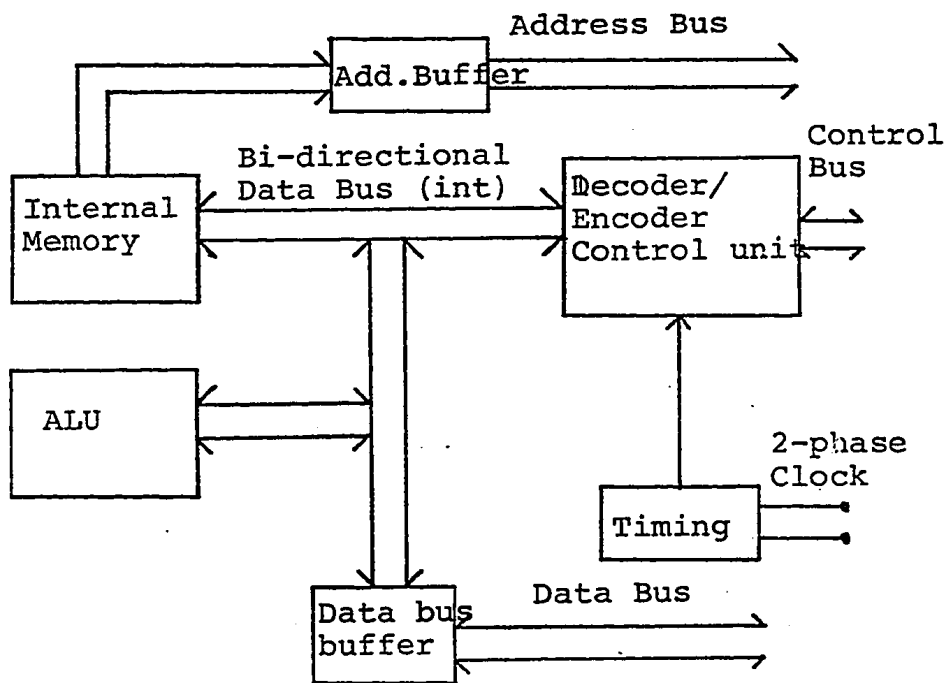 Address Bus
Add.Buffer
Control
Bus
Bi-directional
Data Bus (int)
Decoder/
Encoder
Control unit
Internal
Memory
ALU
2-phase
Clock
Timing
Data Bus
Data bus
buffer